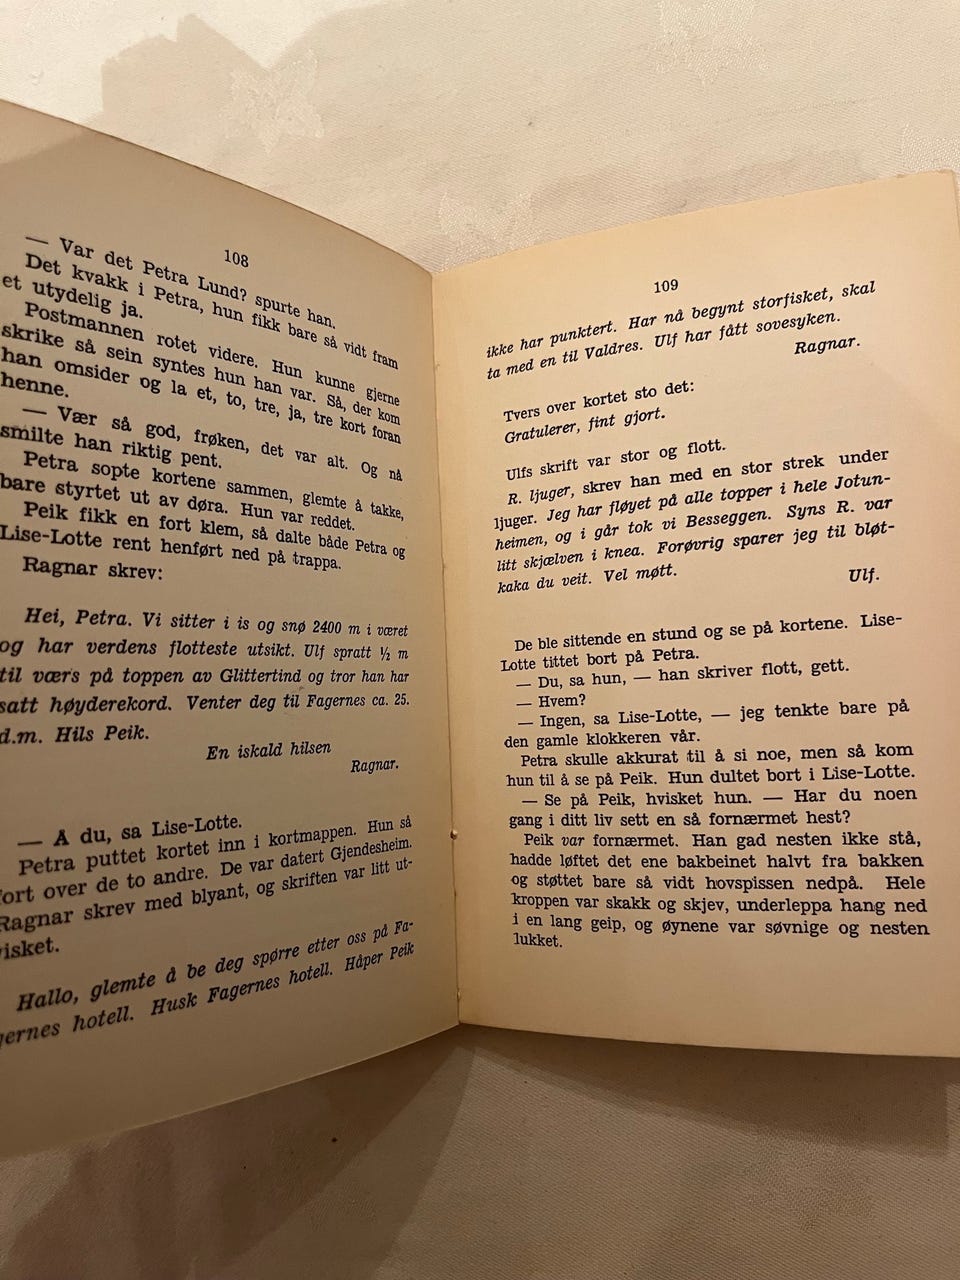 108
— Var det Petra Lund? spurte han.
Det kvakk i Petra, hun fikk bare så vidt fram
et utydelig ja.
Postmannen rotet videre. Hun kunne gjerne
skrike så sein syntes hun han var. Så, der kom
han omsider og la et, to, tre, ja, tre kort foran
henne.
— Vær så god, frøken, det var alt. Og nå
smilte han riktig pent.
Petra sopte kortene sammen, glemte å takke,
bare styrtet ut av døra. Hun var reddet.
Peik fikk en fort klem, så dalte både Petra og
Lise-Lotte rent henført ned på trappa.
Ragnar skrev:
Hei, Petra. Vi sitter i is og snø 2400 m i været
og har verdens flotteste utsikt. Ulf spratt ½ m
til værs på toppen av Glittertind og tror han har
satt høyderekord. Venter deg til Fagernes ca. 25.
d.m. Hils Peik.
En iskald hilsen
Ragnar.
— Å du, sa Lise-Lotte.
Petra puttet kortet inn i kortmappen. Hun så
fort over de to andre. De var datert Gjendesheim.
Ragnar skrev med blyant, og skriften var litt ut-
visket.
Hallo, glemte å be deg spørre etter oss på Fa-
gernes hotell. Husk Fagernes hotell. Håper Peik
109
ikke har punktert. Har nå begynt storfisket, skal
ta med en til Valdres. Ulf har fått sovesyken.
Ragnar.
Tvers over kortet sto det:
Gratulerer, fint gjort.
Ulfs skrift var stor og flott.
R. ljuger, skrev han med en stor strek under
ljuger. Jeg har fløyet på alle topper i hele Jotun-
heimen, og i går tok vi Besseggen. Syns R. var
litt skjælven i knea. Forøvrig sparer jeg til bløt-
kaka du veit. Vel møtt.
Ulf.
De ble sittende en stund og se på kortene. Lise-
Lotte tittet bort på Petra.
— Du, sa hun, — han skriver flott, gett.
— Hvem?
— Ingen, sa Lise-Lotte, — jeg tenkte bare på
den gamle klokkeren vår.
Petra skulle akkurat til å si noe, men så kom
hun til å se på Peik. Hun dultet bort i Lise-Lotte.
— Se på Peik, hvisket hun. — Har du noen
gang i ditt liv sett en så fornærmet hest?
Peik var fornærmet. Han gad nesten ikke stå,
hadde løftet det ene bakbeinet halvt fra bakken
og støttet bare så vidt hovspissen nedpå. Hele
kroppen var skakk og skjev, underleppa hang ned
i en lang geip, og øynene var søvnige og nesten
lukket.